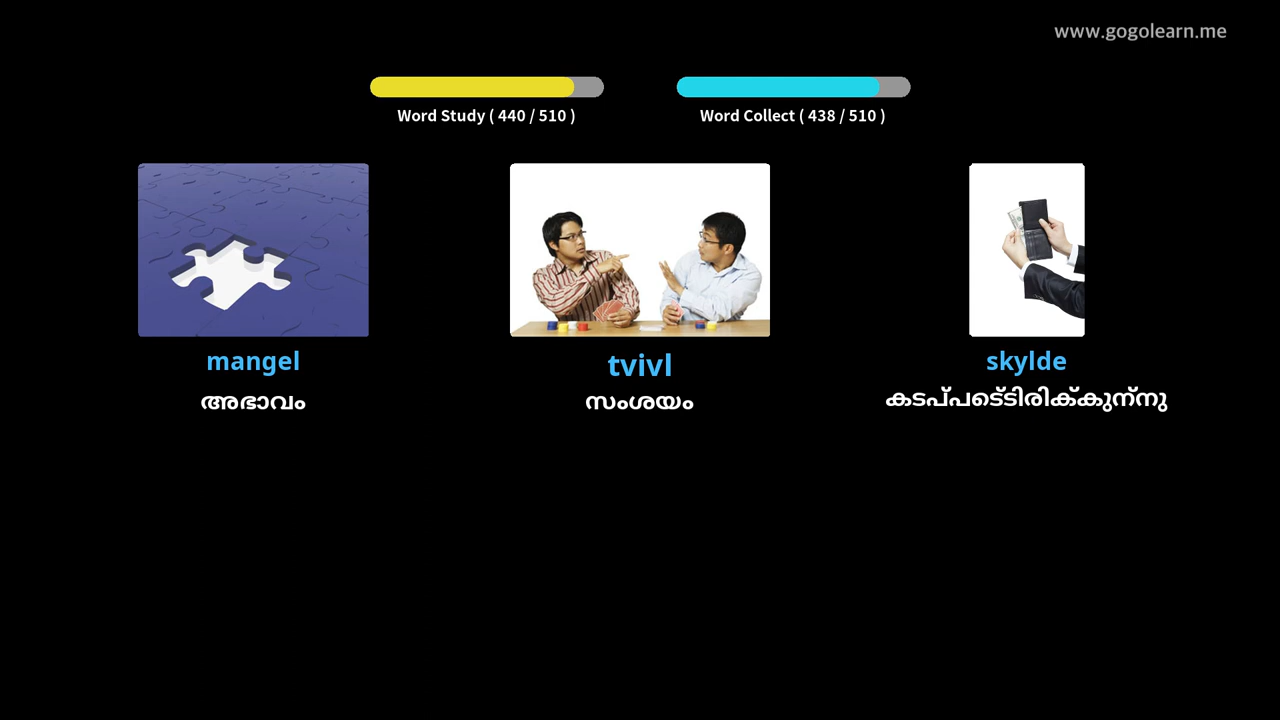 www.gogolearn.me
Word Study ( 440 / 510 )
Word Collect ( 438 / 510 )
mangel
tvivl
skylde
അഭാവം
സംശയം
കടപ്പെട്ടിരിക്കുന്നു